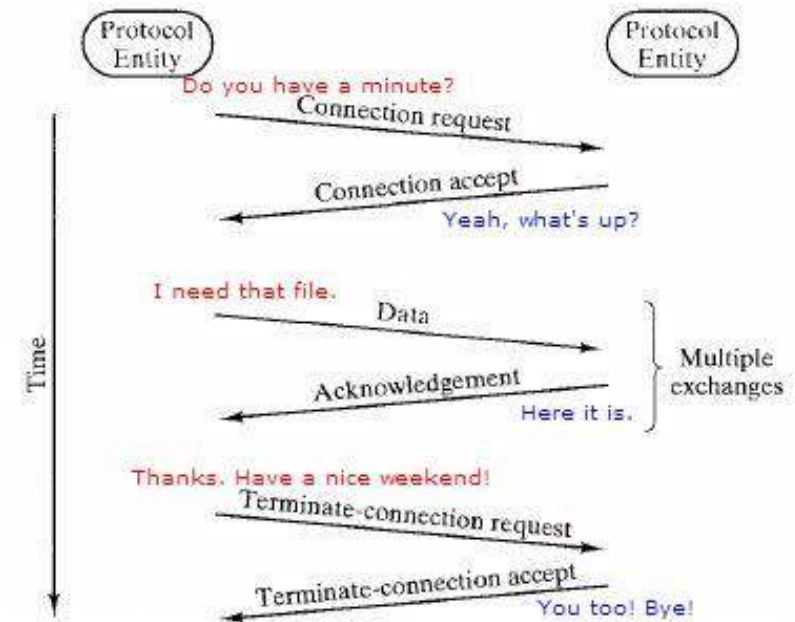 Protocol
Entity
Protocol
Entity
Do you have a minute?
Connection request
Connection accept
Yeah, what's up?
I need that file.
Data
Time
Multiple
exchanges
Acknowledgement
Here it is.
Thanks. Have a nice weekend!
Terminate-connection request
Terminate-connection accept
You too! Bye!